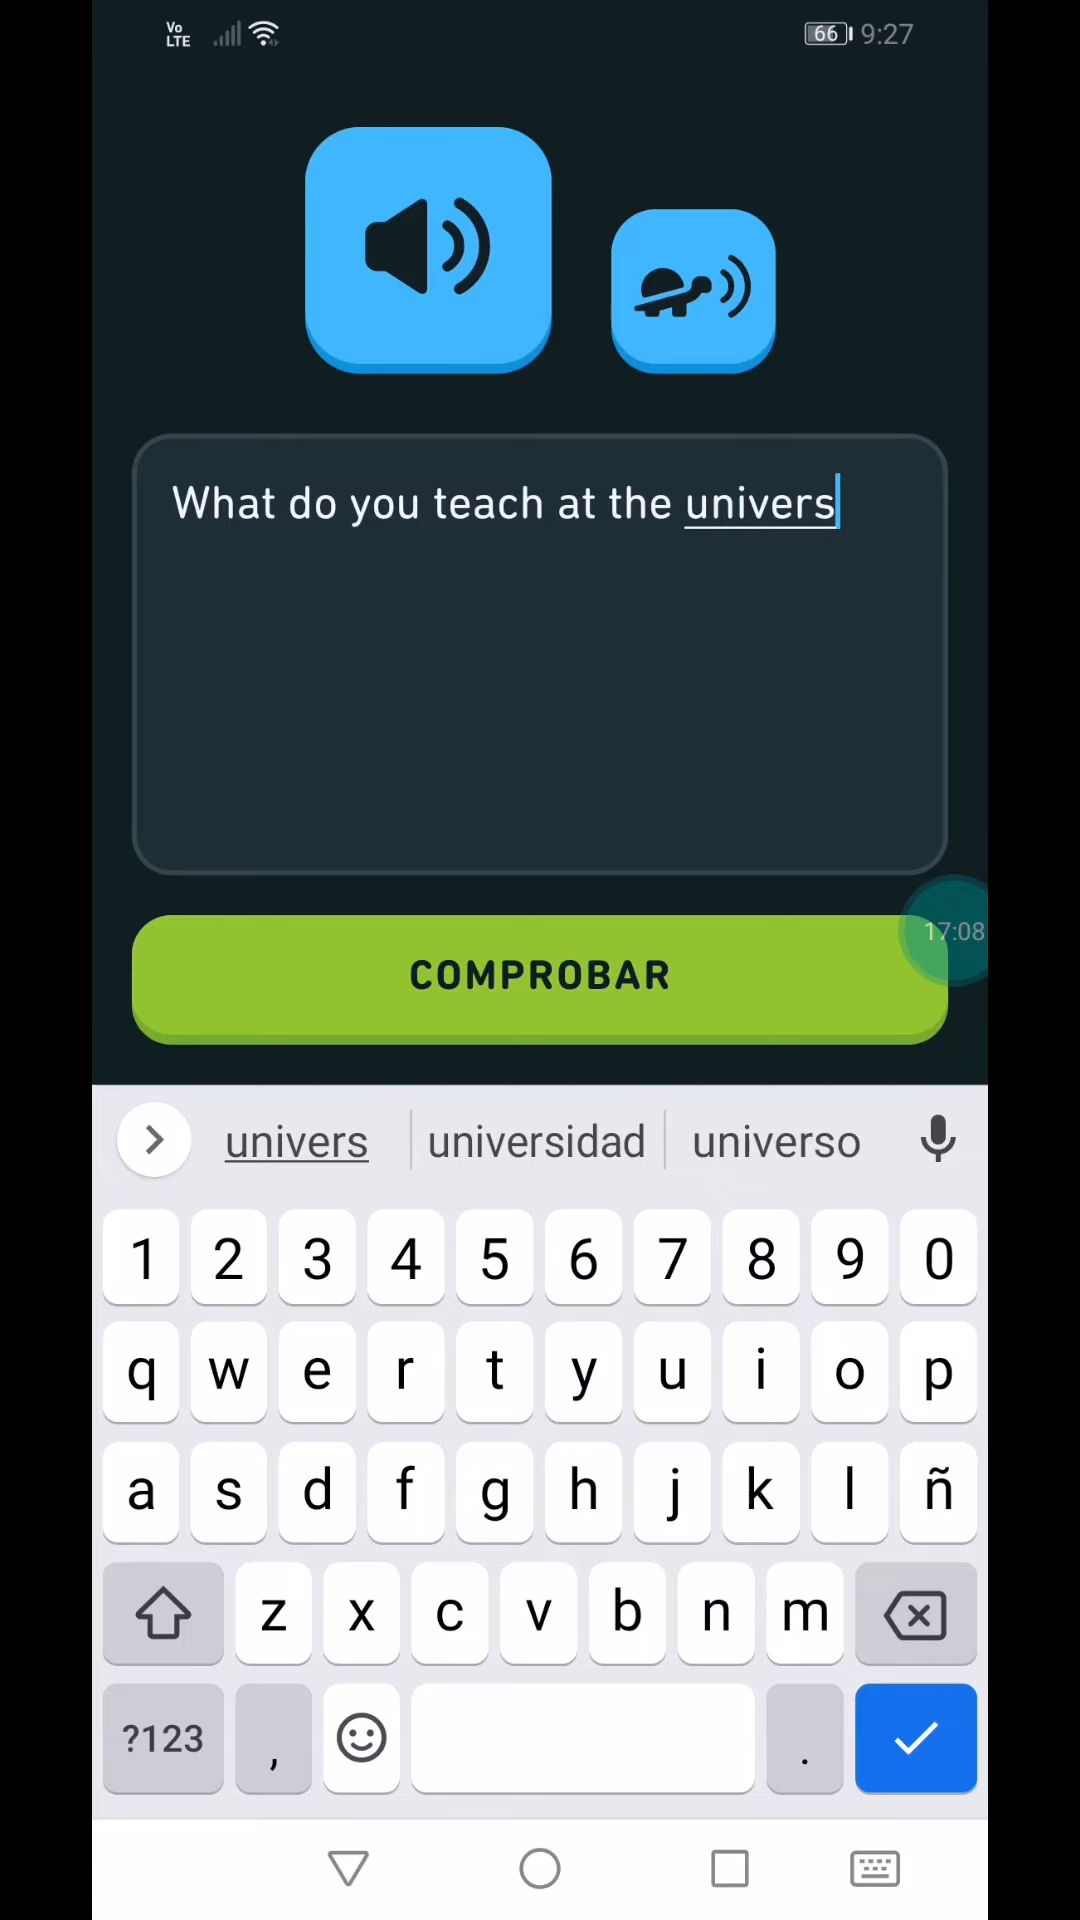 Vo LTE 66 9:27
What do you teach at the univers
17:08
COMPROBAR
univers universidad universo
1 2 3 4 5 6 7 8 9 0
q w e r t y u i o p
a s d f g h j k l ñ
z x c v b n m
?123 , .